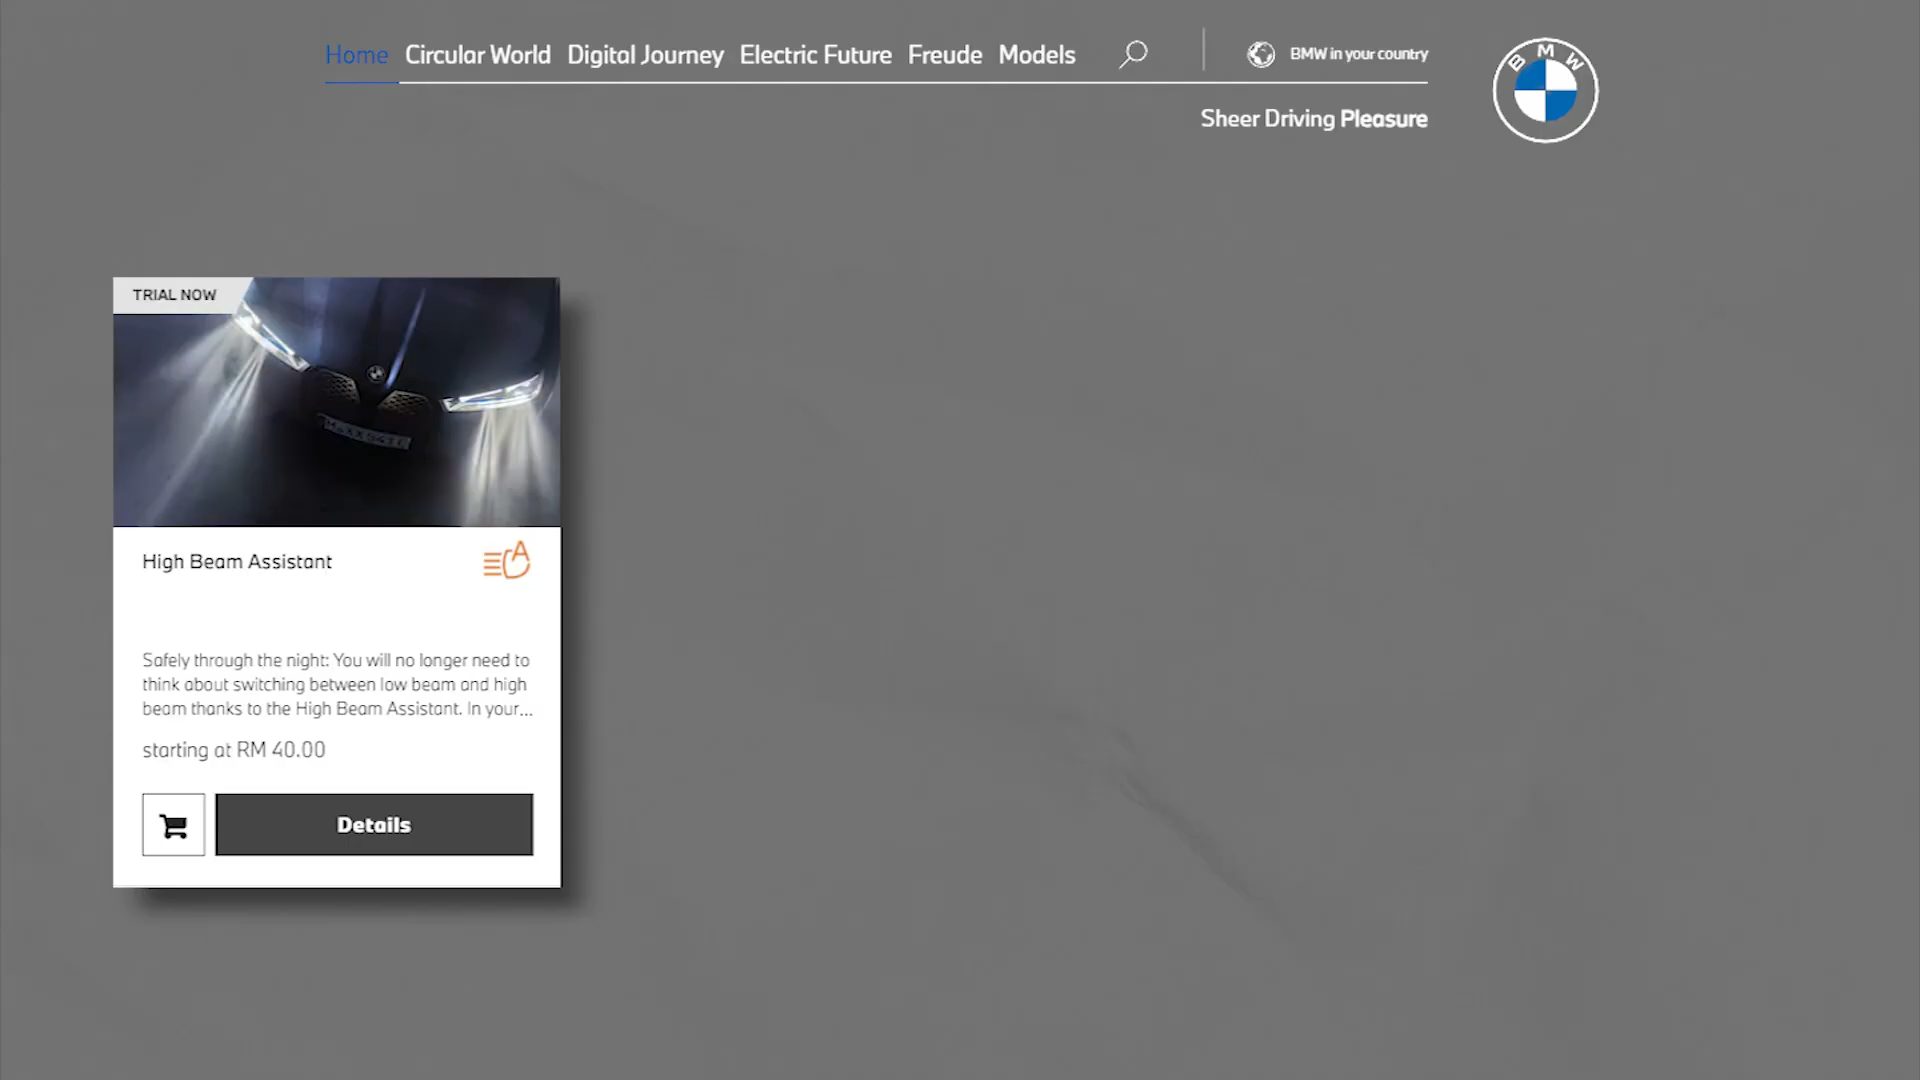 Home Circular World Digital Journey Electric Future Freude Models
BMW in your country
BMW
Sheer Driving Pleasure
TRIAL NOW
High Beam Assistant
Safely through the night: You will no longer need to
think about switching between low beam and high
beam thanks to the High Beam Assistant. In your...
starting at RM 40.00
Details